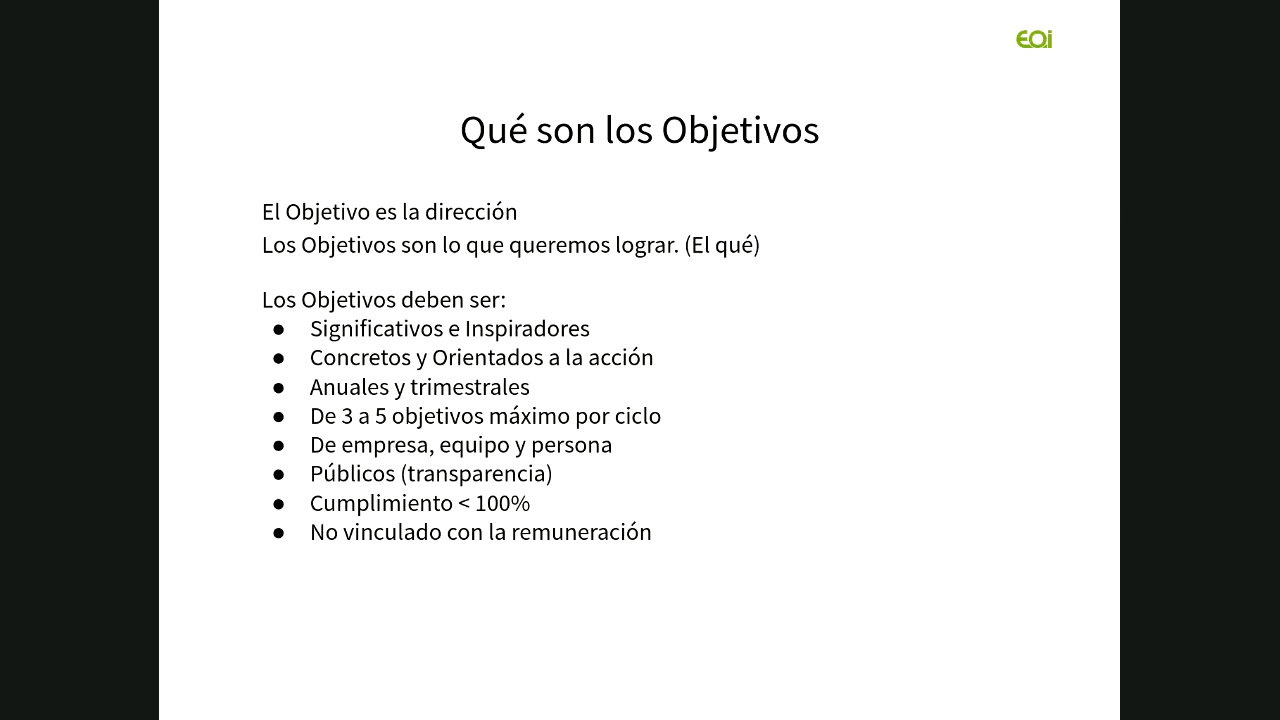 EOi
Qué son los Objetivos
El Objetivo es la dirección
Los Objetivos son lo que queremos lograr. (El qué)
Los Objetivos deben ser:
● Significativos e Inspiradores
● Concretos y Orientados a la acción
● Anuales y trimestrales
● De 3 a 5 objetivos máximo por ciclo
● De empresa, equipo y persona
● Públicos (transparencia)
● Cumplimiento < 100%
● No vinculado con la remuneración